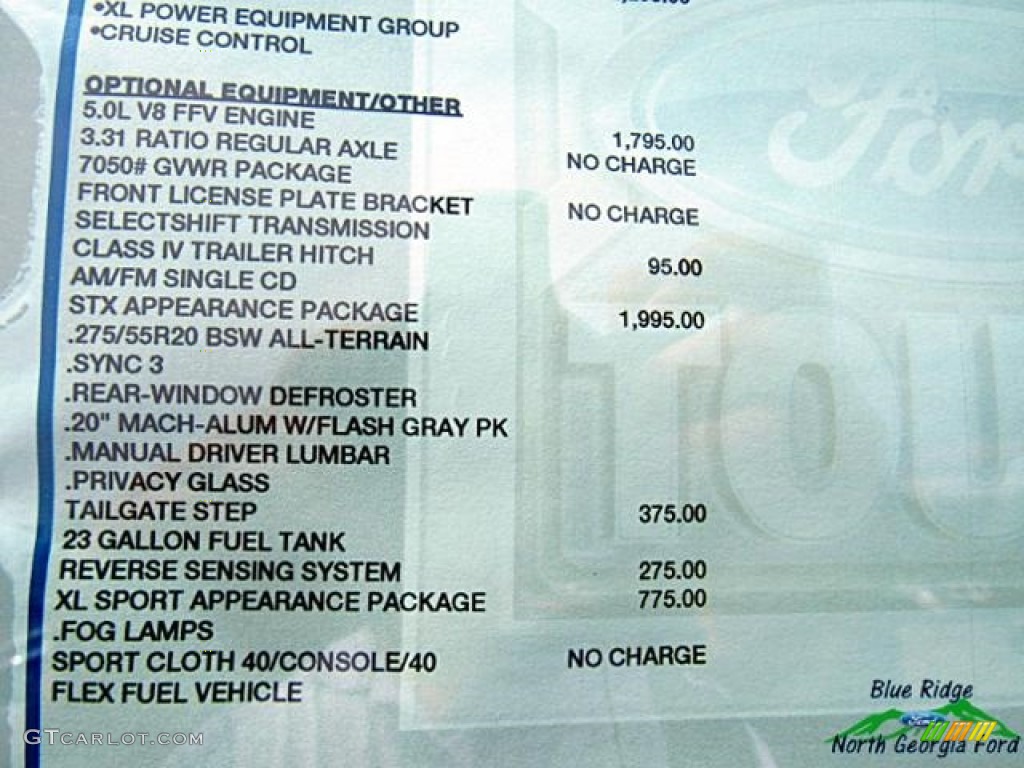 •XL POWER EQUIPMENT GROUP
•CRUISE CONTROL
OPTIONAL EQUIPMENT/OTHER
5.0L V8 FFV ENGINE 1,795.00
3.31 RATIO REGULAR AXLE NO CHARGE
7050# GVWR PACKAGE
FRONT LICENSE PLATE BRACKET NO CHARGE
SELECTSHIFT TRANSMISSION
CLASS IV TRAILER HITCH 95.00
AM/FM SINGLE CD
STX APPEARANCE PACKAGE 1,995.00
.275/55R20 BSW ALL-TERRAIN
.SYNC 3
.REAR-WINDOW DEFROSTER
.20" MACH-ALUM W/FLASH GRAY PK
.MANUAL DRIVER LUMBAR
.PRIVACY GLASS
TAILGATE STEP 375.00
23 GALLON FUEL TANK
REVERSE SENSING SYSTEM 275.00
XL SPORT APPEARANCE PACKAGE 775.00
.FOG LAMPS
SPORT CLOTH 40/CONSOLE/40 NO CHARGE
FLEX FUEL VEHICLE
Ford
TOU
GTCARLOT.COM
Blue Ridge
Ford
North Georgia Ford